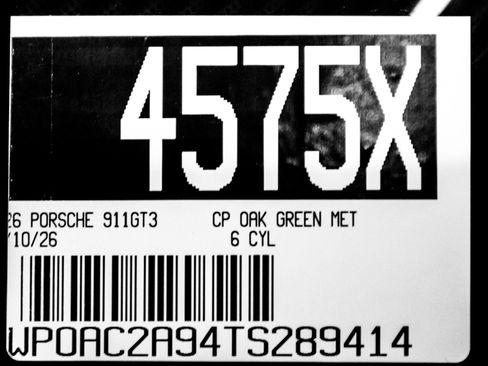 4575X
26 PORSCHE 911GT3 CP OAK GREEN MET
/10/26 6 CYL
WP0AC2A94TS289414